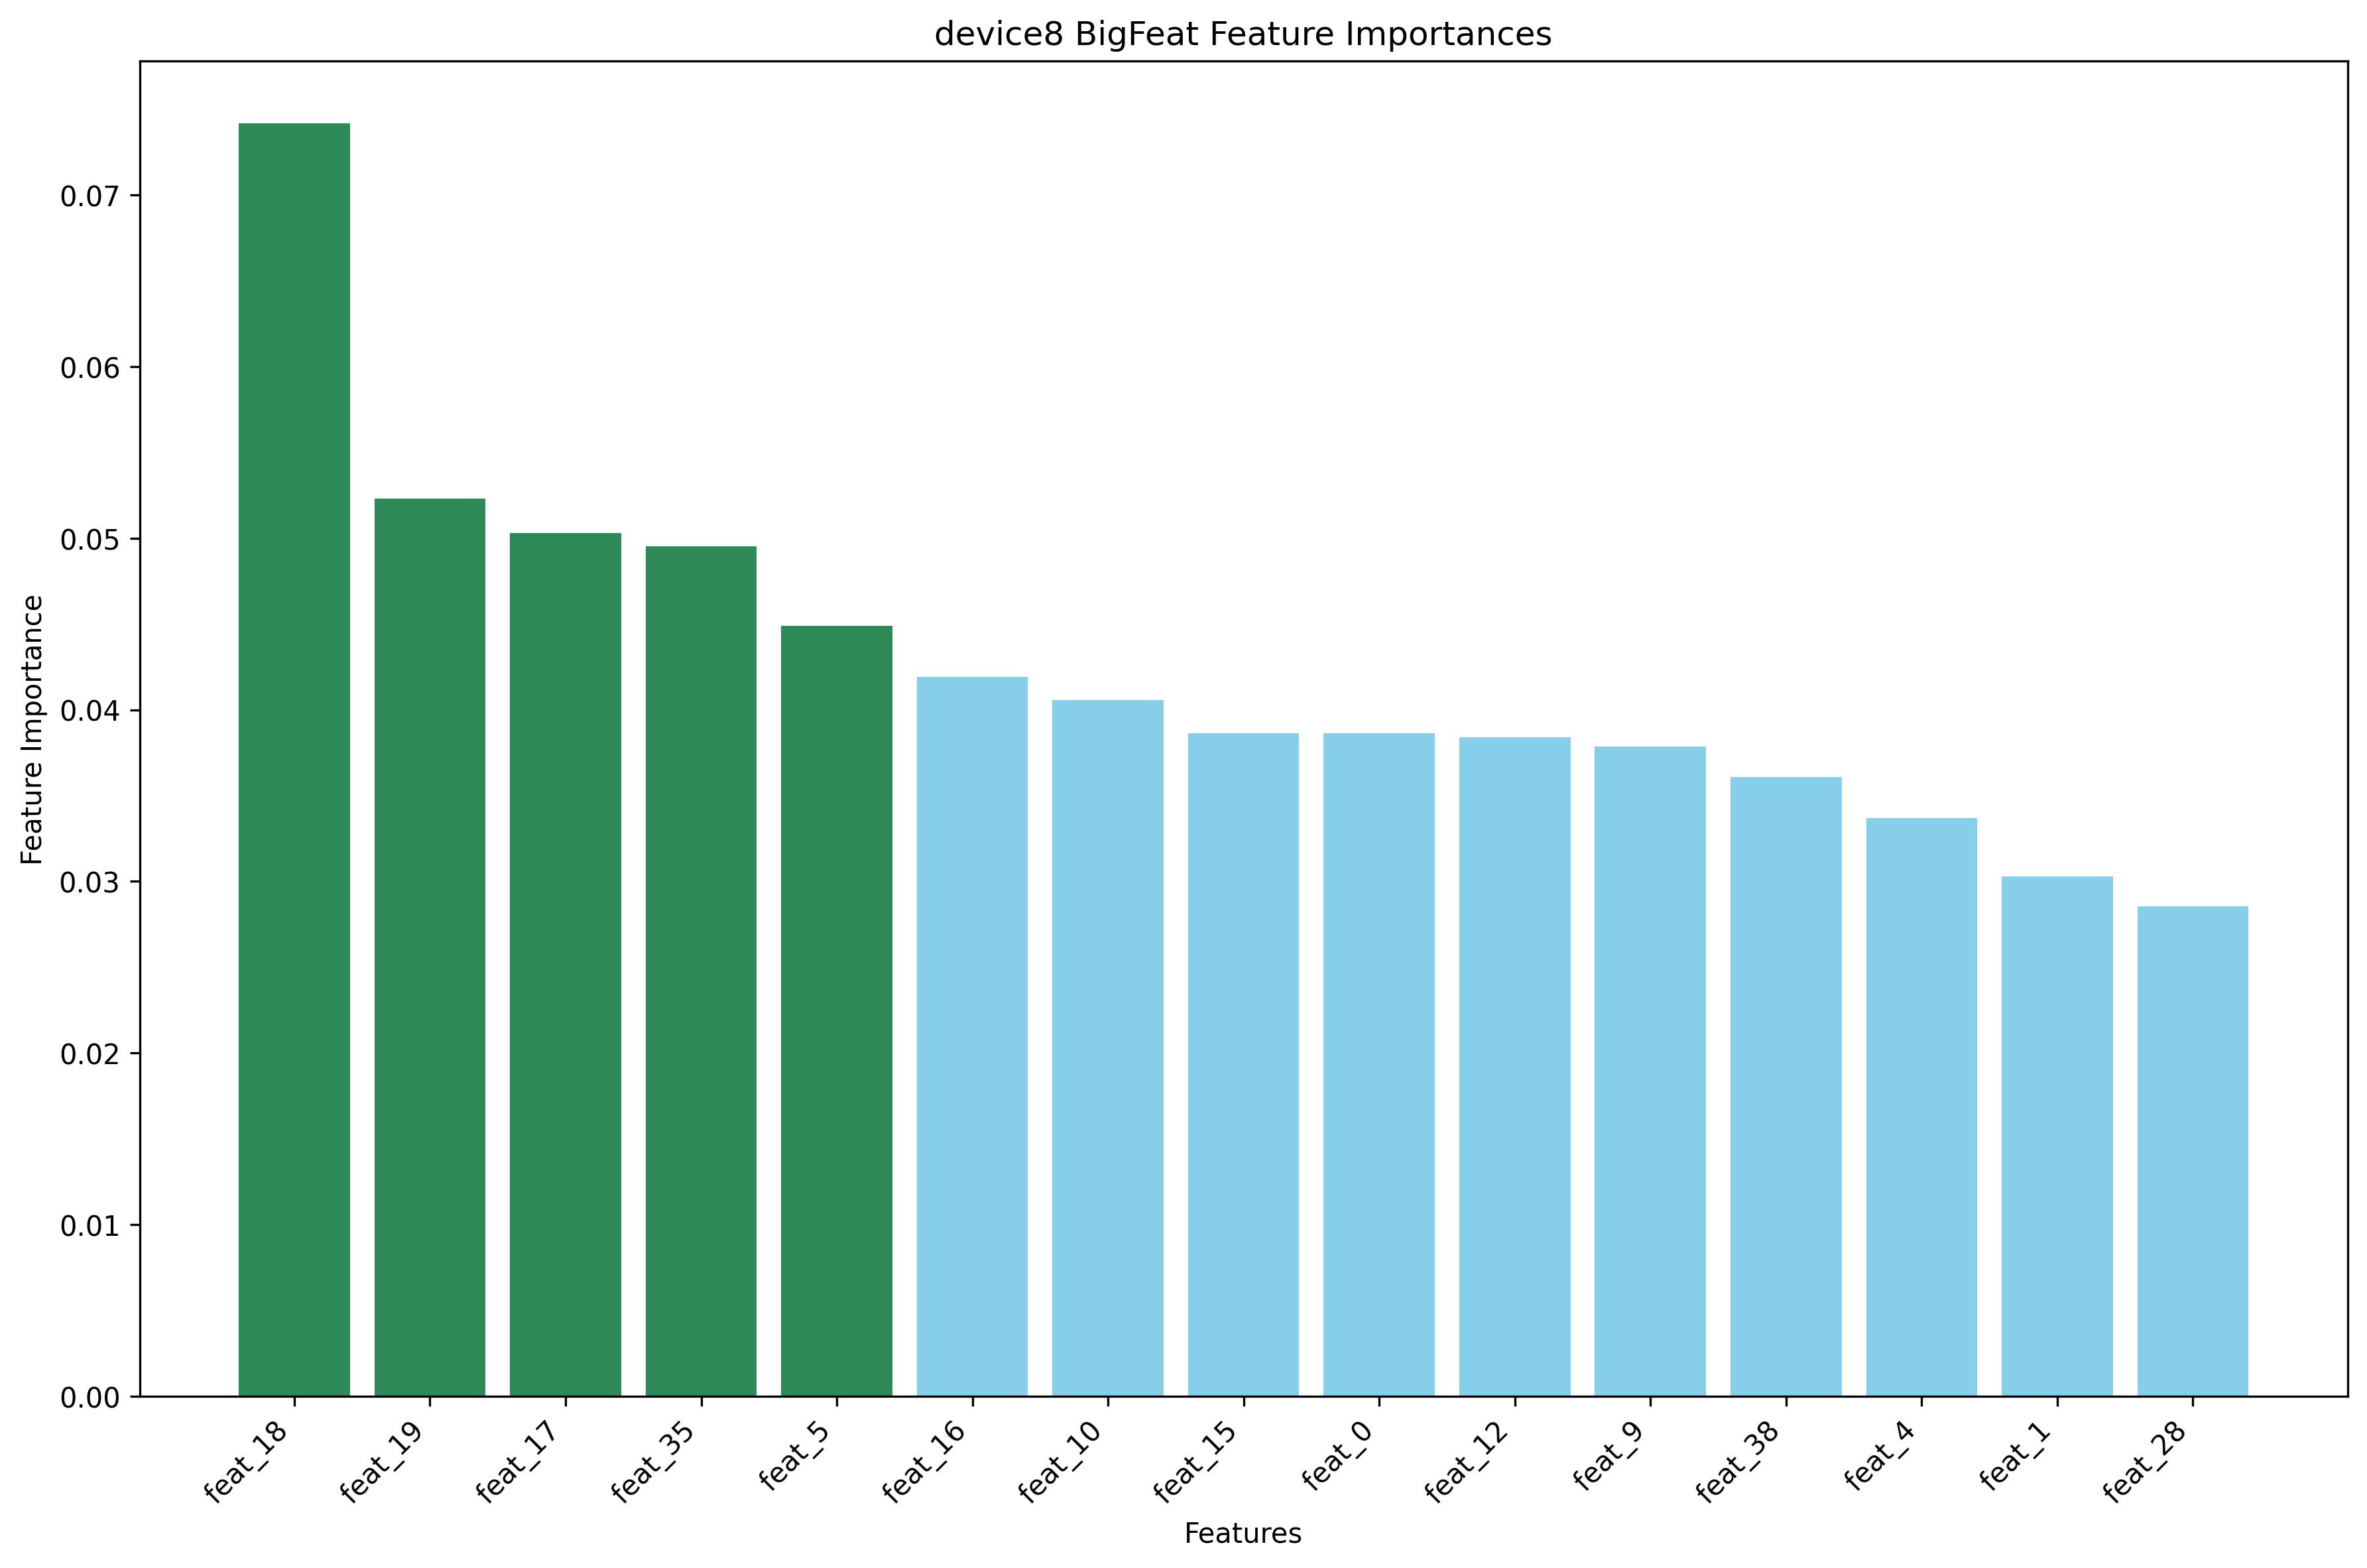 device8 BigFeat Feature Importances
Feature Importance
0.07
0.06
0.05
0.04
0.03
0.02
0.01
0.00
feat_18
feat_19
feat_17
feat_35
feat_5
feat_16
feat_10
feat_15
feat_0
feat_12
feat_9
feat_38
feat_4
feat_1
feat_28
Features